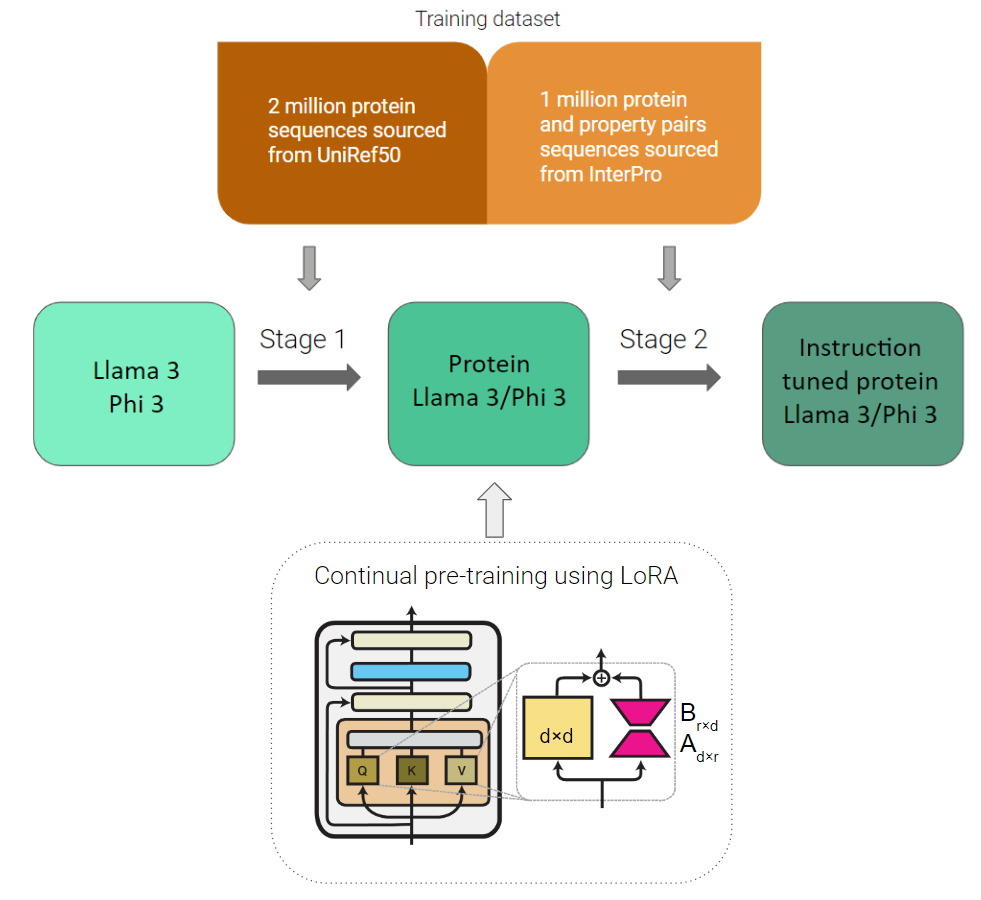 Training dataset
2 million protein
sequences sourced
from UniRef50
1 million protein
and property pairs
sequences sourced
from InterPro
Stage 1
Stage 2
Llama 3
Phi 3
Protein
Llama 3/Phi 3
Instruction
tuned protein
Llama 3/Phi 3
Continual pre-training using LoRA
Q K V
d×d
B r×d
A d×r